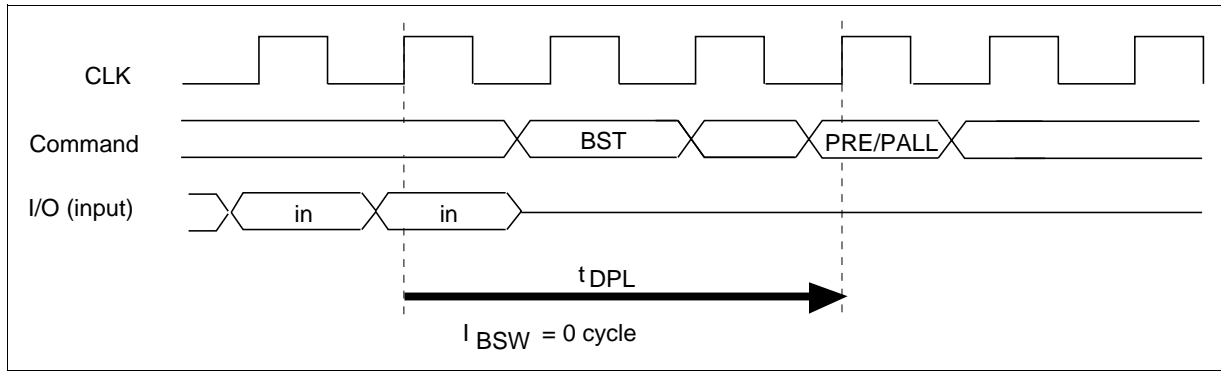 CLK
Command
BST
PRE/PALL
I/O (input)
in
in
t DPL
I BSW = 0 cycle